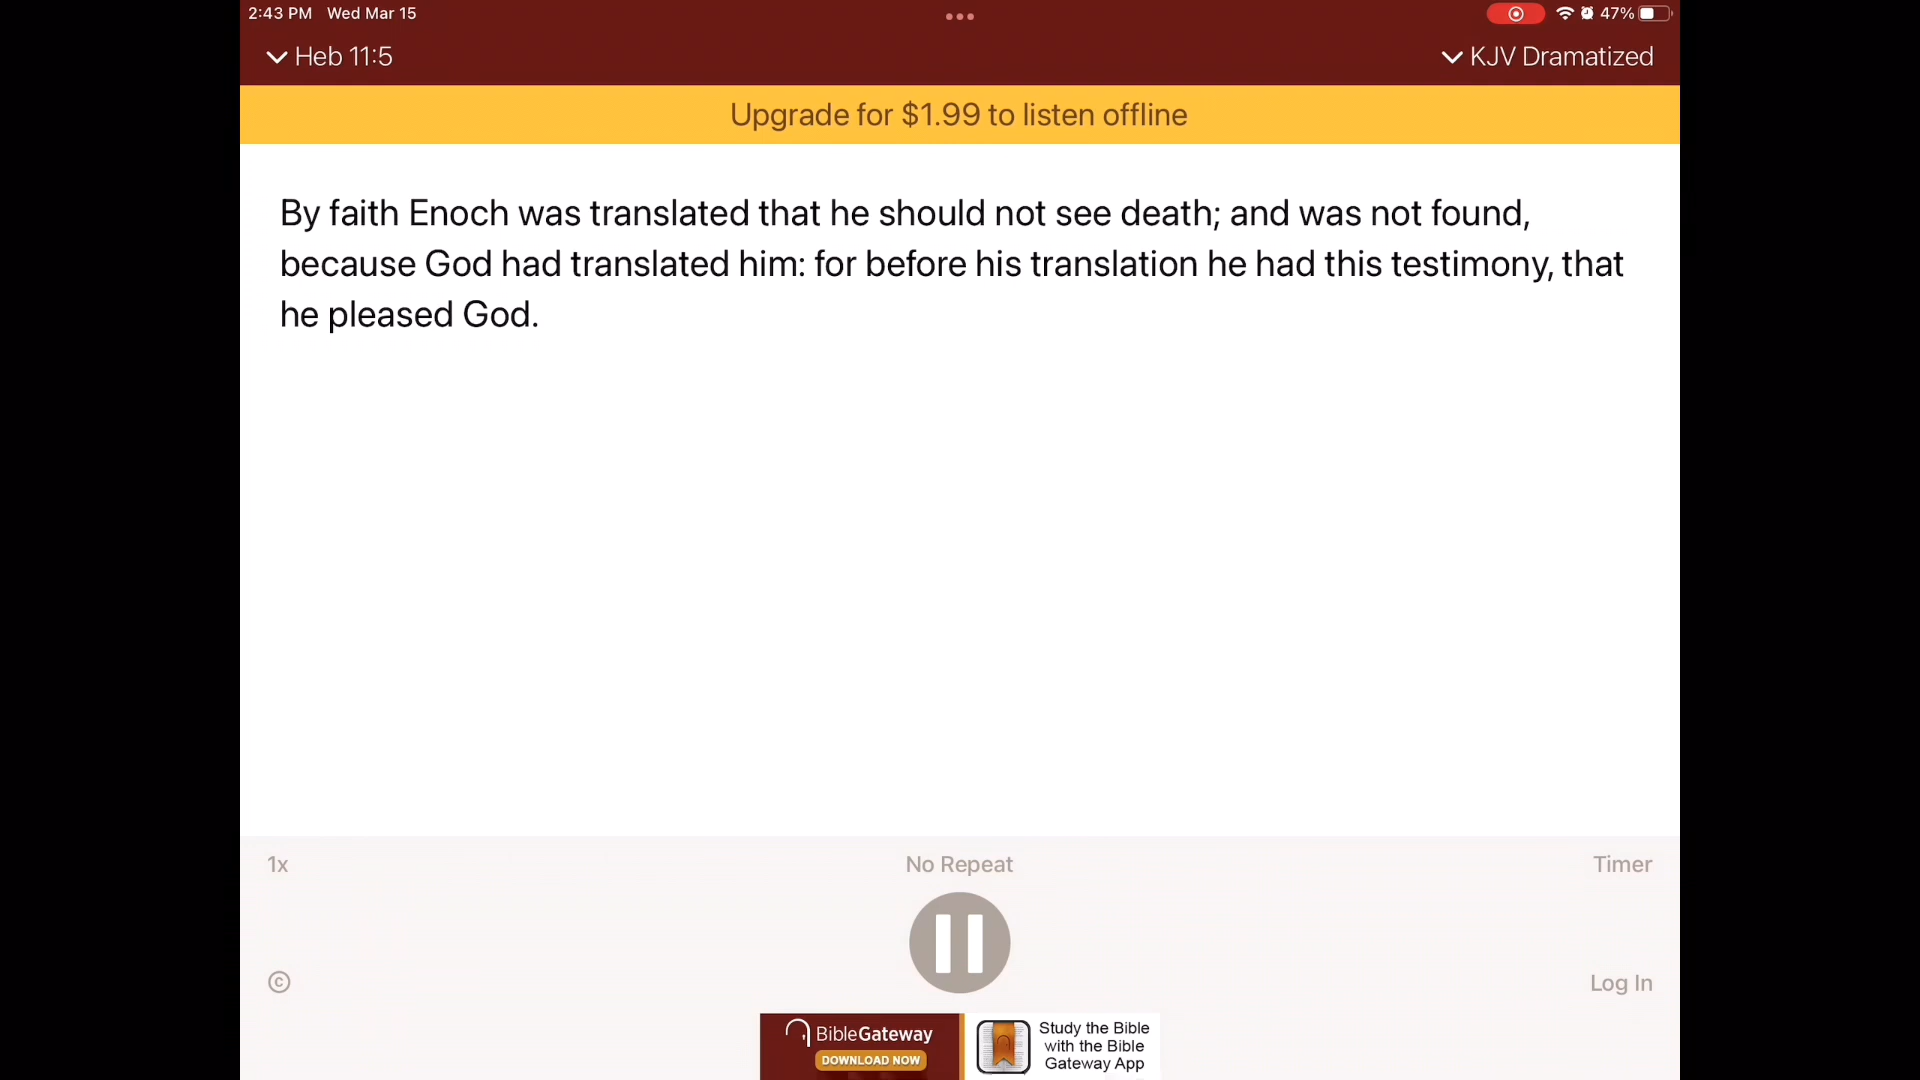 2:43 PM Wed Mar 15
47%
Heb 11:5
KJV Dramatized
Upgrade for $1.99 to listen offline
By faith Enoch was translated that he should not see death; and was not found,
because God had translated him: for before his translation he had this testimony, that
he pleased God.
1x
No Repeat
Timer
©
Log In
BibleGateway
DOWNLOAD NOW
Study the Bible
with the Bible
Gateway App